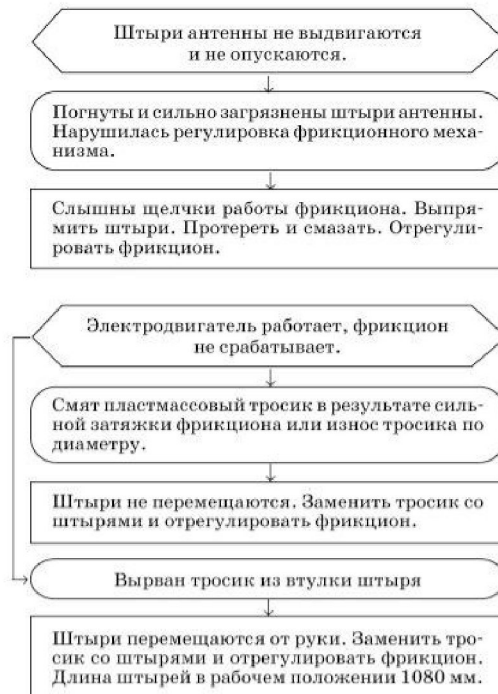 Штыри антенны не выдвигаются
и не опускаются.
Погнуты и сильно загрязнены штыри антенны.
Нарушилась регулировка фрикционного меха-
низма.
Слышны щелчки работы фрикциона. Выпря-
мить штыри. Протереть и смазать. Отрегули-
ровать фрикцион.
Электродвигатель работает, фрикцион
не срабатывает.
Смят пластмассовый тросик в результате силь-
ной затяжки фрикциона или износ тросика по
диаметру.
Штыри не перемещаются. Заменить тросик со
штырями и отрегулировать фрикцион.
Вырван тросик из втулки штыря
Штыри перемещаются от руки. Заменить тро-
сик со штырями и отрегулировать фрикцион.
Длина штырей в рабочем положении 1080 мм.